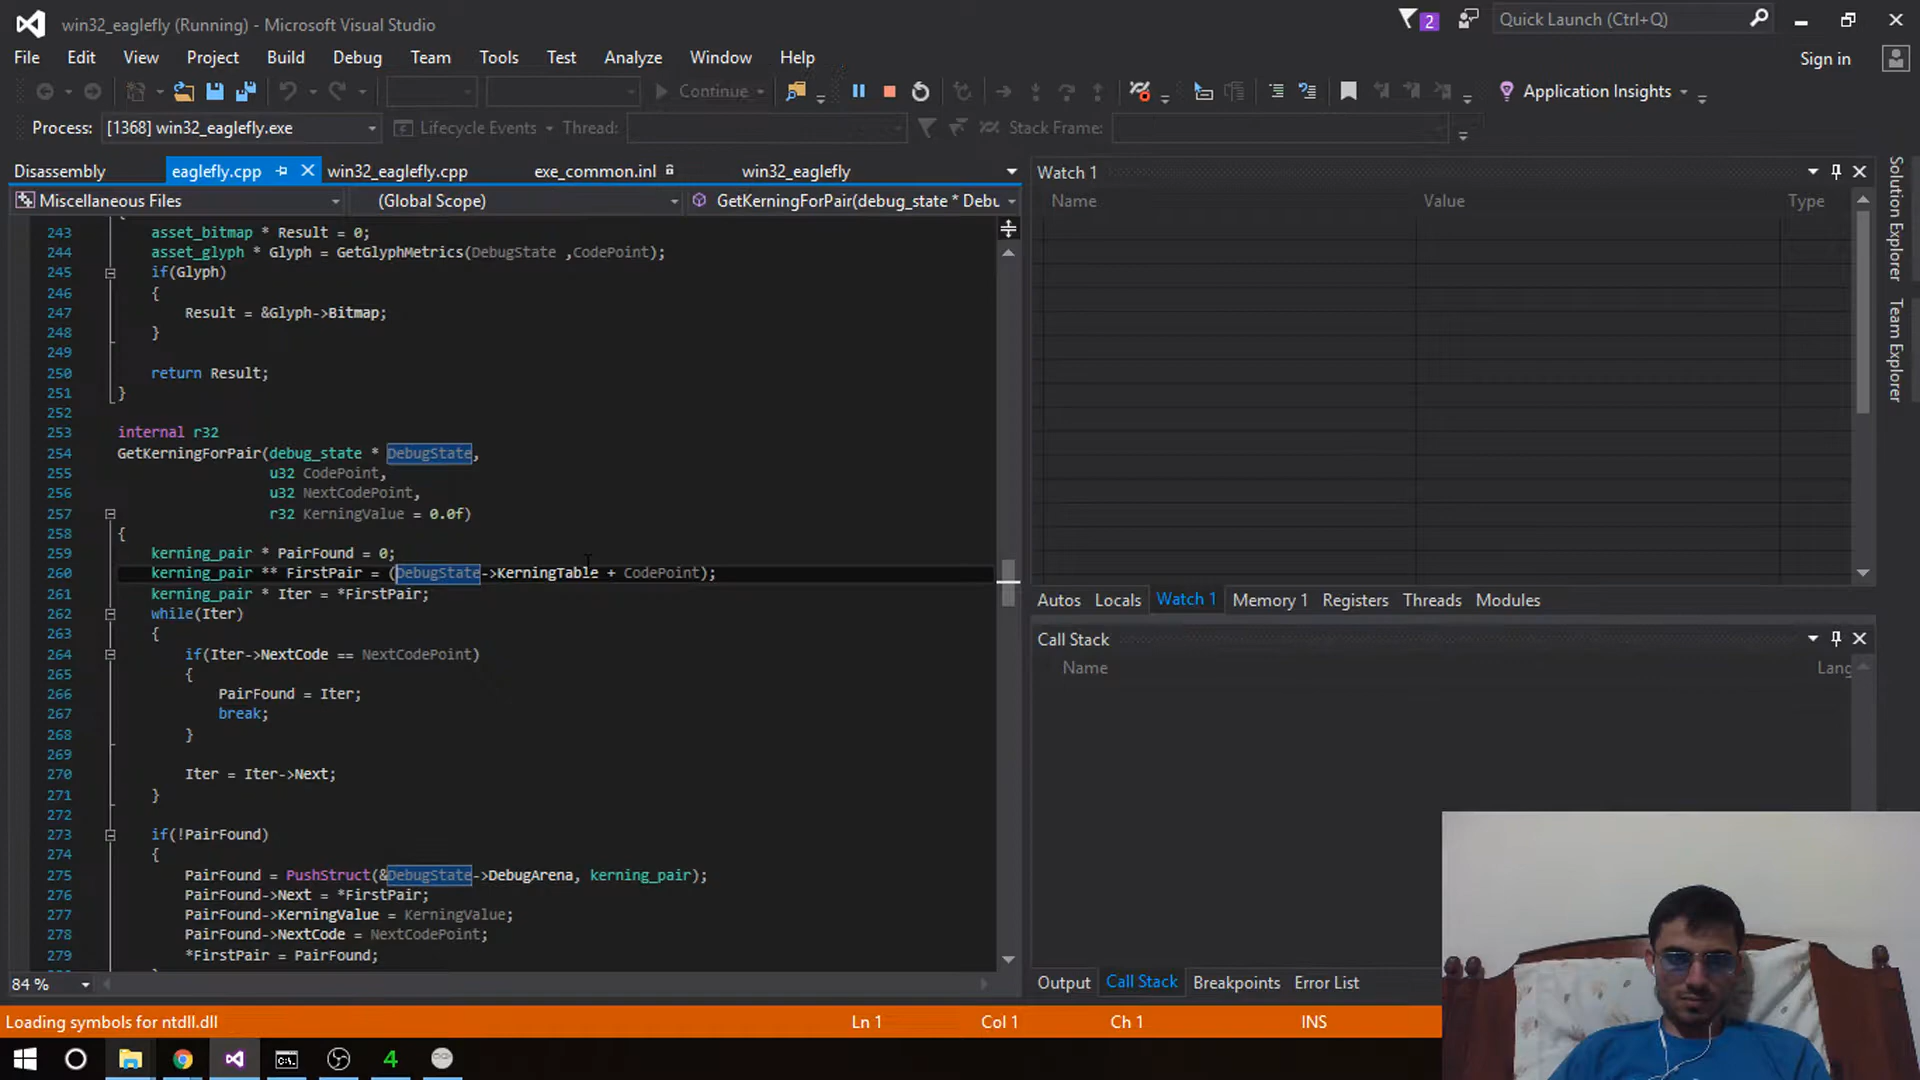 win32_eaglefly (Running) - Microsoft Visual Studio
2
Quick Launch (Ctrl+Q)
File Edit View Project Build Debug Team Tools Test Analyze Window Help
Sign in
Continue
Application Insights
Process: [1368] win32_eaglefly.exe Lifecycle Events Thread: Stack Frame:
Disassembly eaglefly.cpp win32_eaglefly.cpp exe_common.inl win32_eaglefly
Miscellaneous Files (Global Scope) GetKerningForPair(debug_state * Debu
243 asset_bitmap * Result = 0;
244 asset_glyph * Glyph = GetGlyphMetrics(DebugState ,CodePoint);
245 if(Glyph)
246 {
247 Result = &Glyph->Bitmap;
248 }
249
250 return Result;
251 }
252
253 internal r32
254 GetKerningForPair(debug_state * DebugState,
255 u32 CodePoint,
256 u32 NextCodePoint,
257 r32 KerningValue = 0.0f)
258 {
259 kerning_pair * PairFound = 0;
260 kerning_pair ** FirstPair = (DebugState->KerningTable + CodePoint);
261 kerning_pair * Iter = *FirstPair;
262 while(Iter)
263 {
264 if(Iter->NextCode == NextCodePoint)
265 {
266 PairFound = Iter;
267 break;
268 }
269
270 Iter = Iter->Next;
271 }
272
273 if(!PairFound)
274 {
275 PairFound = PushStruct(&DebugState->DebugArena, kerning_pair);
276 PairFound->Next = *FirstPair;
277 PairFound->KerningValue = KerningValue;
278 PairFound->NextCode = NextCodePoint;
279 *FirstPair = PairFound;
84 %
Watch 1
Name Value Type
Autos Locals Watch 1 Memory 1 Registers Threads Modules
Call Stack
Name Lang
Output Call Stack Breakpoints Error List
Solution Explorer
Team Explorer
Loading symbols for ntdll.dll Ln 1 Col 1 Ch 1 INS
4